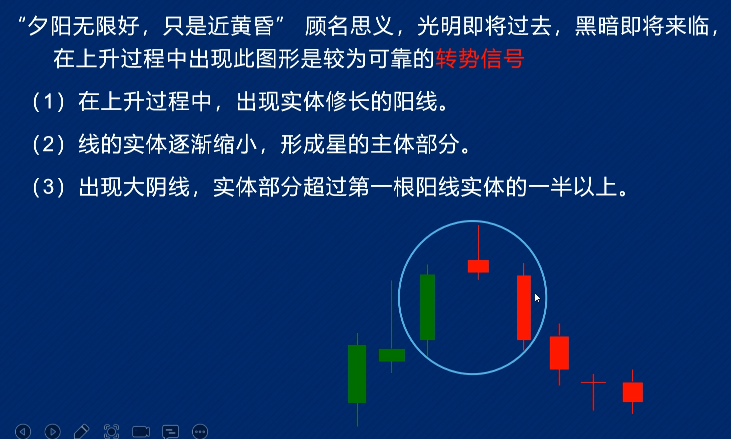 “夕阳无限好，只是近黄昏” 顾名思义，光明即将过去，黑暗即将来临，
在上升过程中出现此图形是较为可靠的转势信号
（1）在上升过程中，出现实体修长的阳线。
（2）线的实体逐渐缩小，形成星的主体部分。
（3）出现大阴线，实体部分超过第一根阳线实体的一半以上。